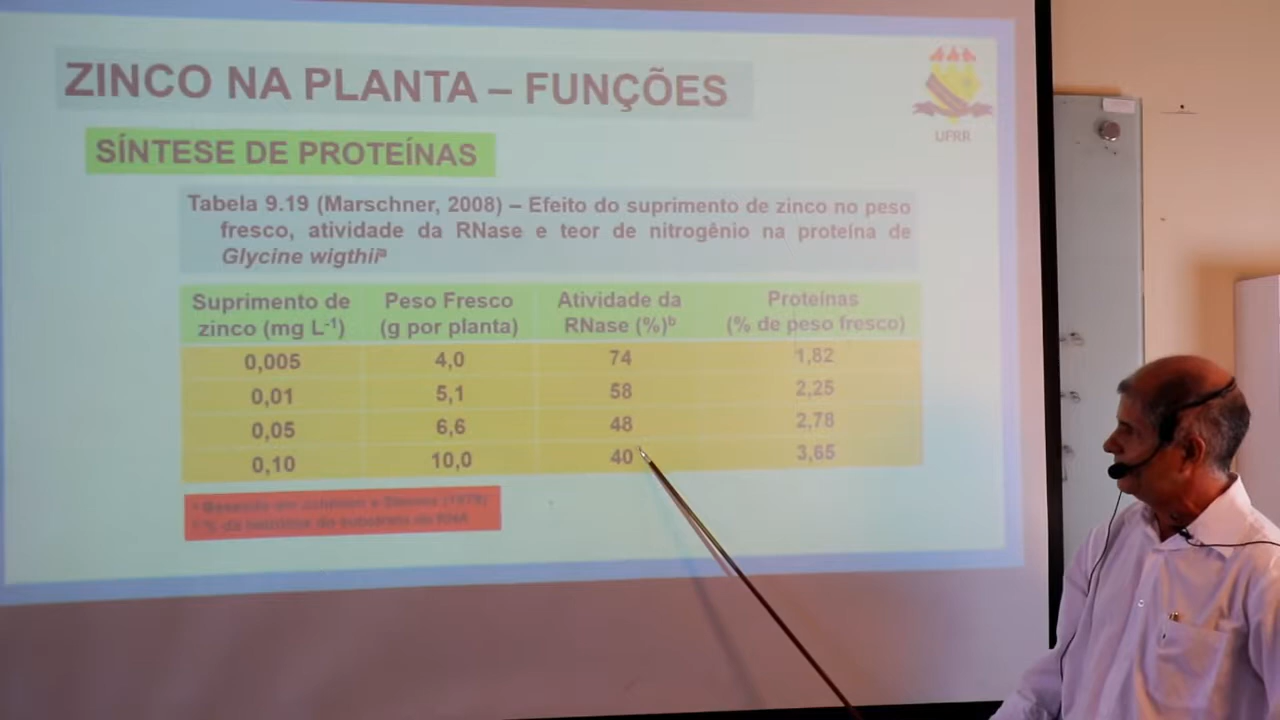 ZINCO NA PLANTA – FUNÇÕES
UFRR
SÍNTESE DE PROTEÍNAS
Tabela 9.19 (Marschner, 2008) – Efeito do suprimento de zinco no peso
fresco, atividade da RNase e teor de nitrogênio na proteína de
Glycine wigthiiª
Suprimento de zinco (mg L⁻¹) Peso Fresco (g por planta) Atividade da RNase (%)ᵇ Proteínas (% de peso fresco)
0,005 4,0 74 1,82
0,01 5,1 58 2,25
0,05 6,6 48 2,78
0,10 10,0 40 3,65